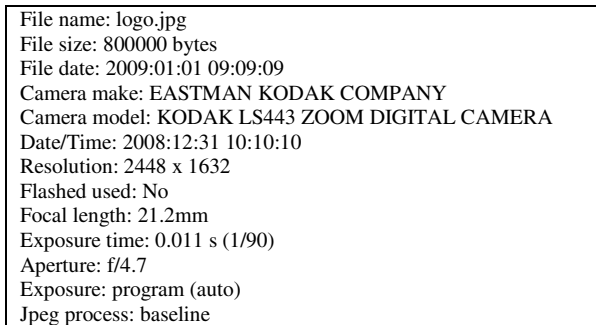 File name: logo.jpg
File size: 800000 bytes
File date: 2009:01:01 09:09:09
Camera make: EASTMAN KODAK COMPANY
Camera model: KODAK LS443 ZOOM DIGITAL CAMERA
Date/Time: 2008:12:31 10:10:10
Resolution: 2448 x 1632
Flashed used: No
Focal length: 21.2mm
Exposure time: 0.011 s (1/90)
Aperture: f/4.7
Exposure: program (auto)
Jpeg process: baseline